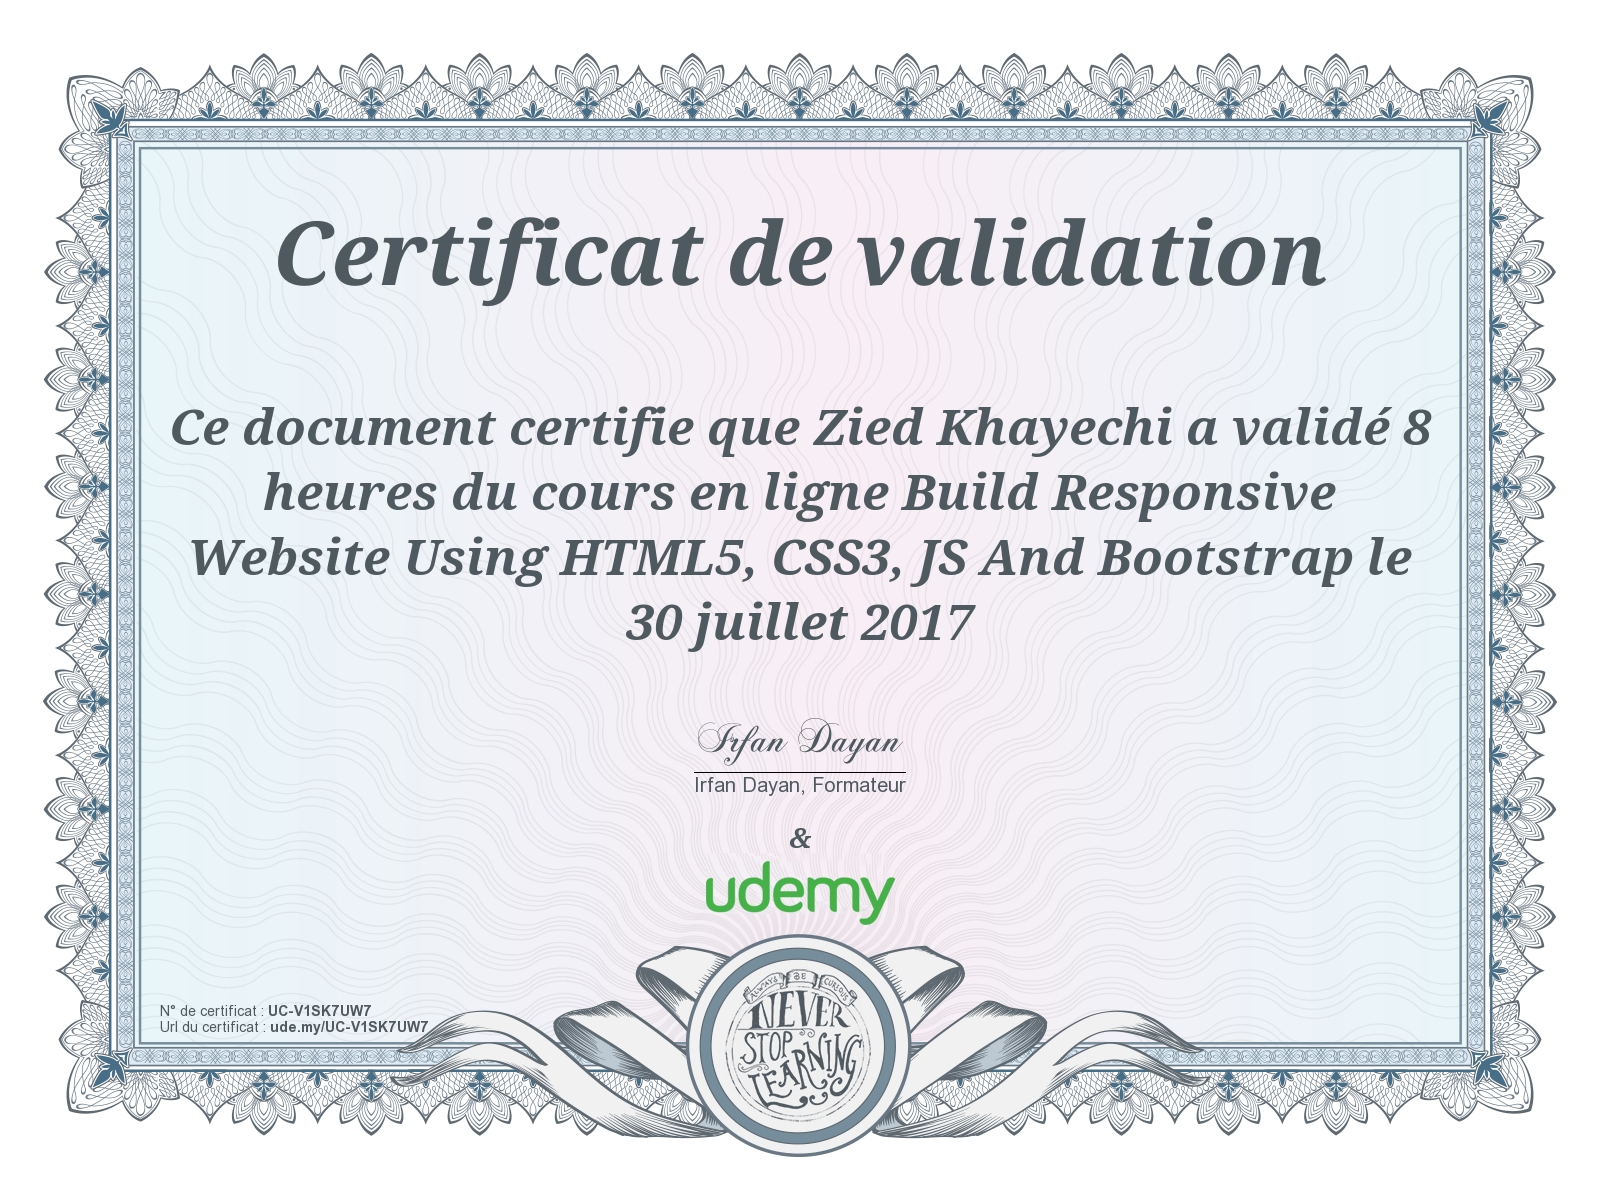 Certificat de validation
Ce document certifie que Zied Khayechi a validé 8
heures du cours en ligne Build Responsive
Website Using HTML5, CSS3, JS And Bootstrap le
30 juillet 2017
Irfan Dayan
Irfan Dayan, Formateur
&
udemy
N° de certificat : UC-V1SK7UW7
Url du certificat : ude.my/UC-V1SK7UW7
ALWAYS BE CURIOUS
NEVER
STOP
LEARNING